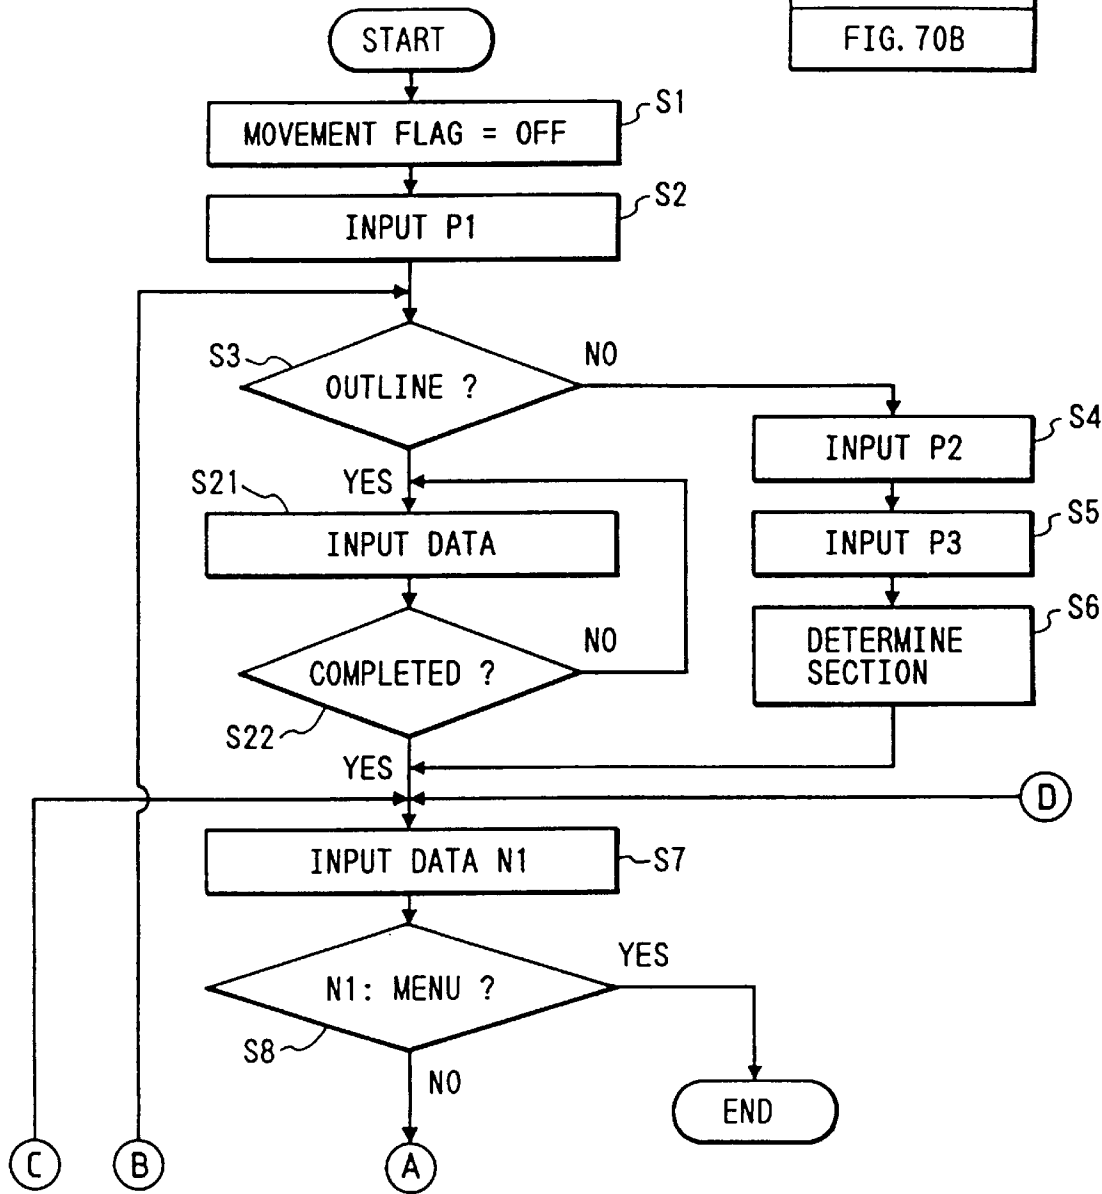 FIG. 70B
START
MOVEMENT FLAG = OFF
S1
INPUT P1
S2
S3
OUTLINE ?
NO
YES
INPUT P2
S4
S21
INPUT DATA
INPUT P3
S5
COMPLETED ?
NO
S22
YES
DETERMINE
SECTION
S6
D
INPUT DATA N1
S7
N1: MENU ?
YES
S8
NO
END
C
B
A